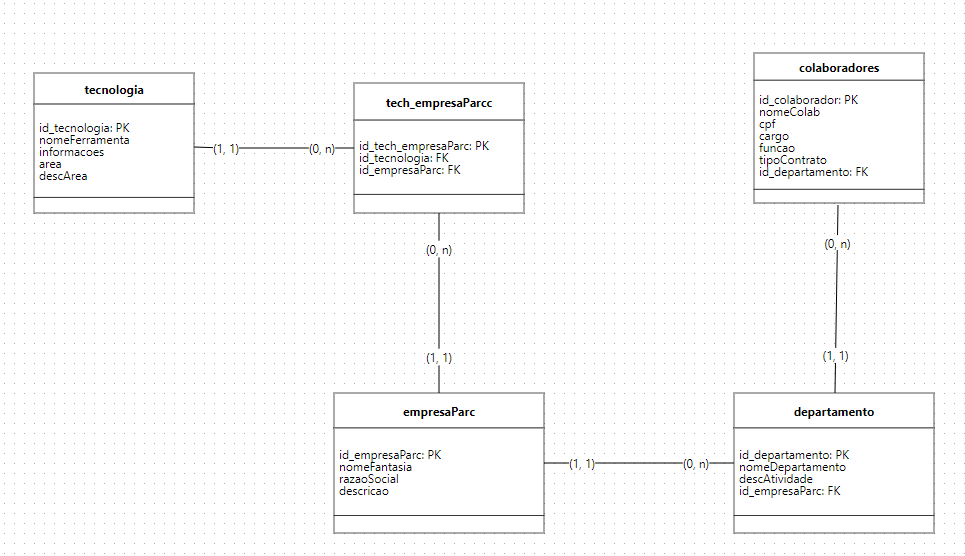 tecnologia
id_tecnologia: PK
nomeFerramenta
informacoes
area
descArea
(1, 1)
(0, n)
tech_empresaParcc
id_tech_empresaParc: PK
id_tecnologia: FK
id_empresaParc: FK
colaboradores
id_colaborador: PK
nomeColab
cpf
cargo
funcao
tipoContrato
id_departamento: FK
(0, n)
(1, 1)
(0, n)
(1, 1)
empresaParc
id_empresaParc: PK
nomeFantasia
razaoSocial
descricao
(1, 1)
(0, n)
departamento
id_departamento: PK
nomeDepartamento
descAtividade
id_empresaParc: FK